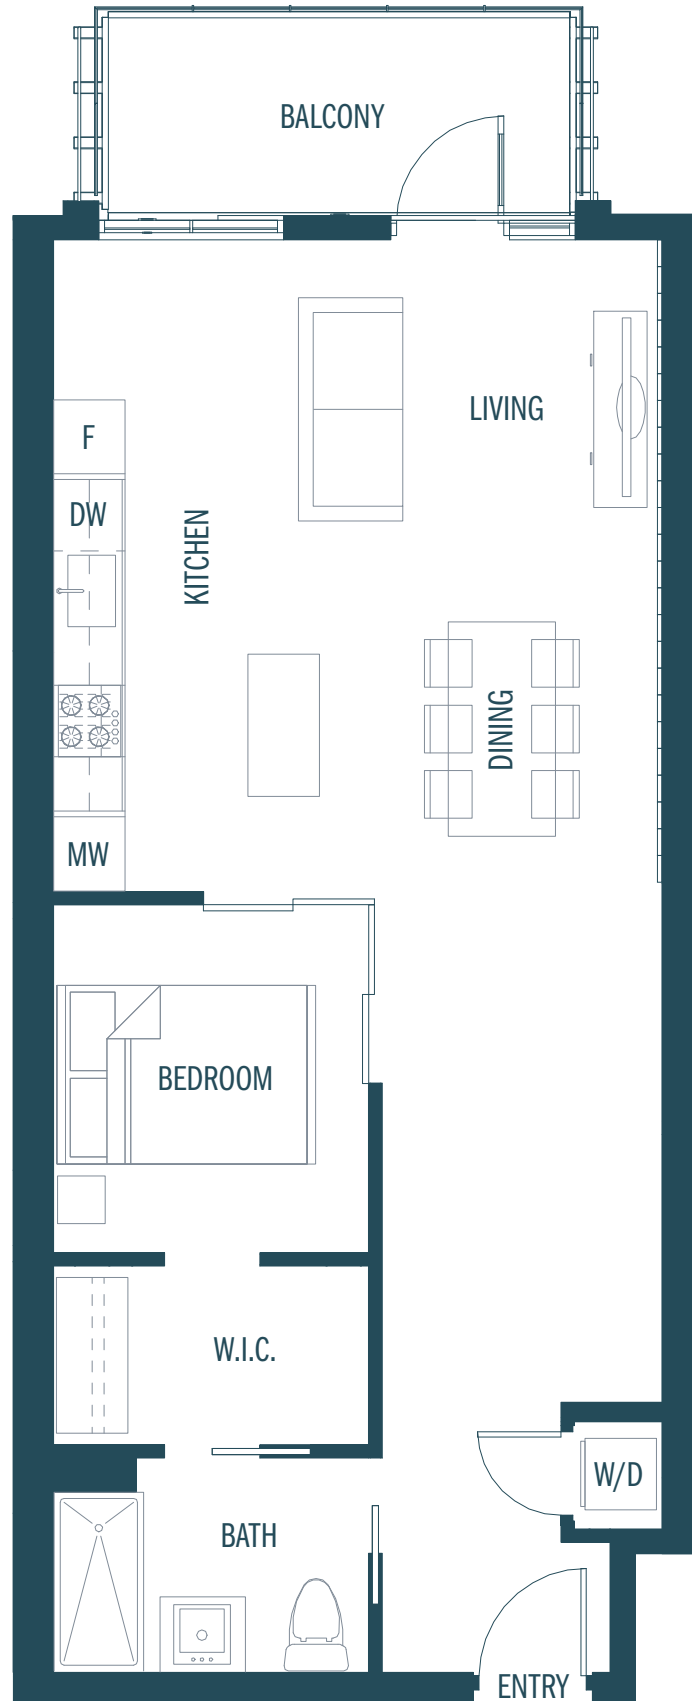 BALCONY
LIVING
F
DW
KITCHEN
DINING
MW
BEDROOM
W.I.C.
W/D
BATH
ENTRY